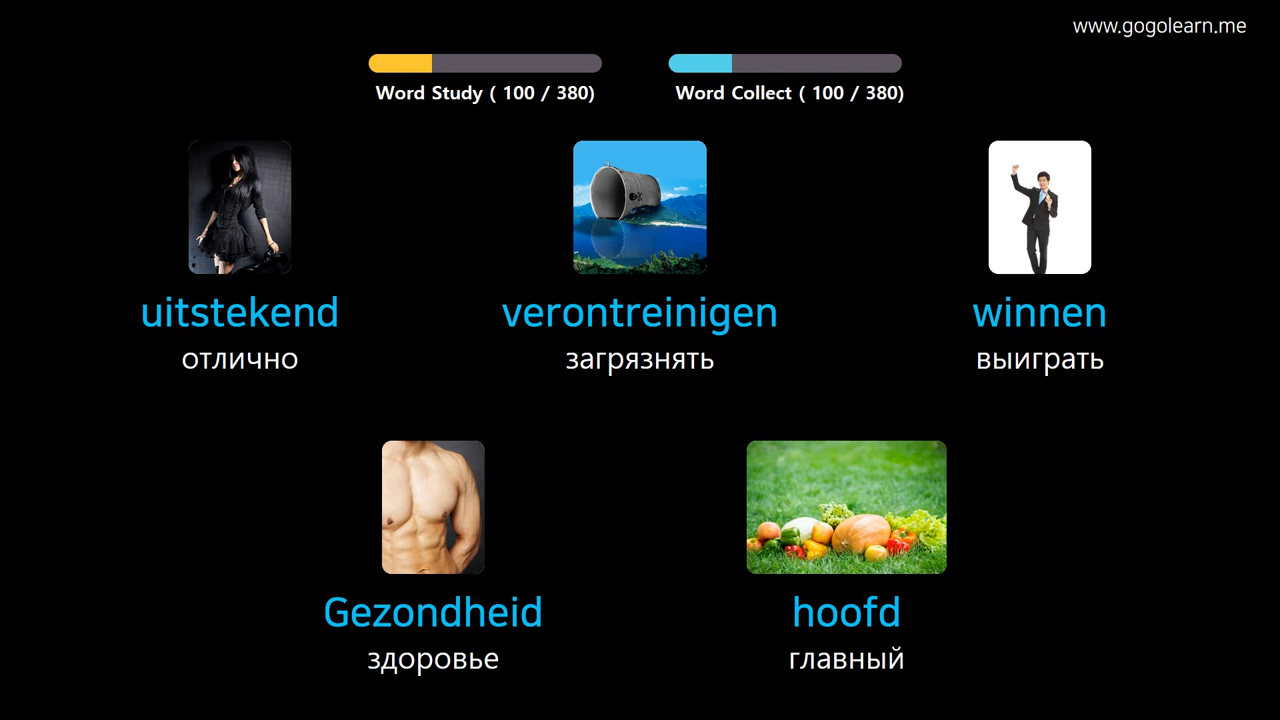 www.gogolearn.me
Word Study ( 100 / 380)
Word Collect ( 100 / 380)
uitstekend
отлично
verontreinigen
загрязнять
winnen
выиграть
Gezondheid
здоровье
hoofd
главный